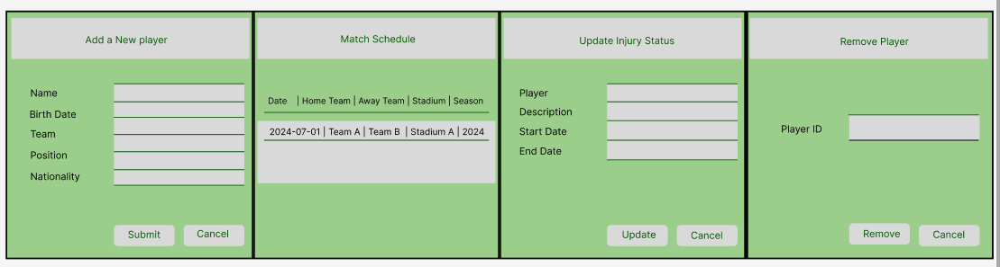 Add a New player
Name
Birth Date
Team
Position
Nationality
Submit
Cancel
Match Schedule
Date | Home Team | Away Team | Stadium | Season
2024-07-01 | Team A | Team B | Stadium A | 2024
Update Injury Status
Player
Description
Start Date
End Date
Update
Cancel
Remove Player
Player ID
Remove
Cancel